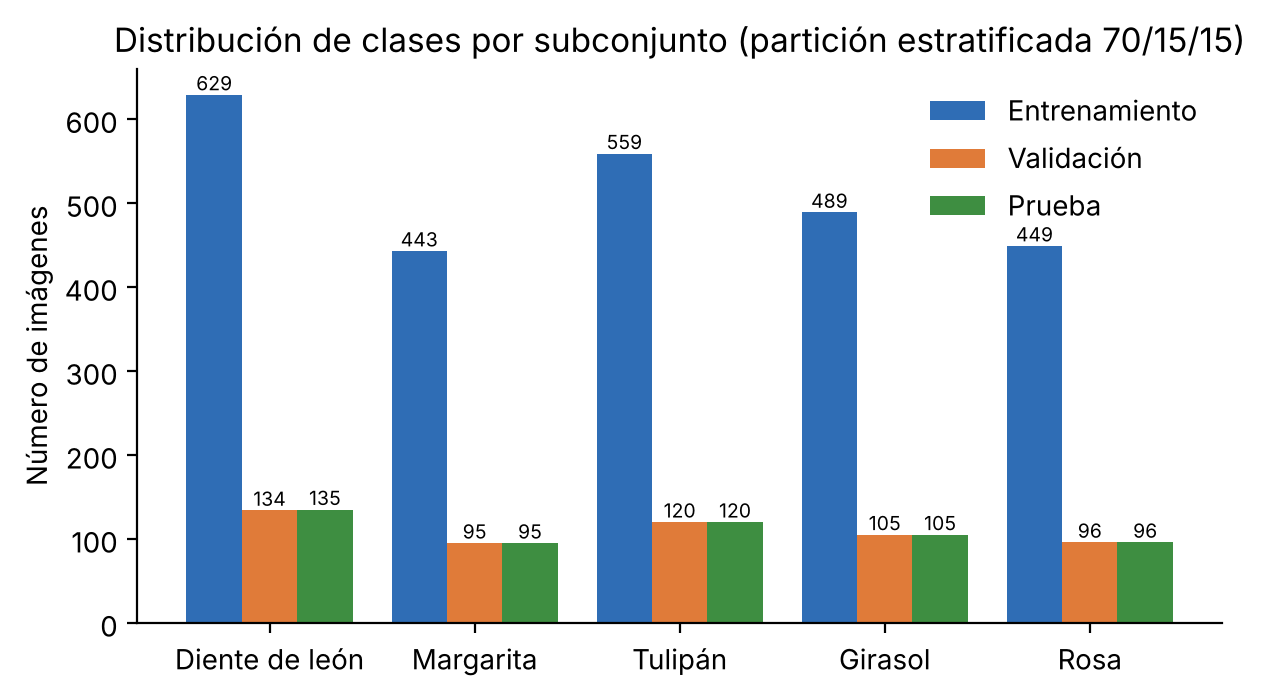 Distribución de clases por subconjunto (partición estratificada 70/15/15)
Entrenamiento
Validación
Prueba
Número de imágenes
600
500
400
300
200
100
0
629 134 135
443 95 95
559 120 120
489 105 105
449 96 96
Diente de león Margarita Tulipán Girasol Rosa